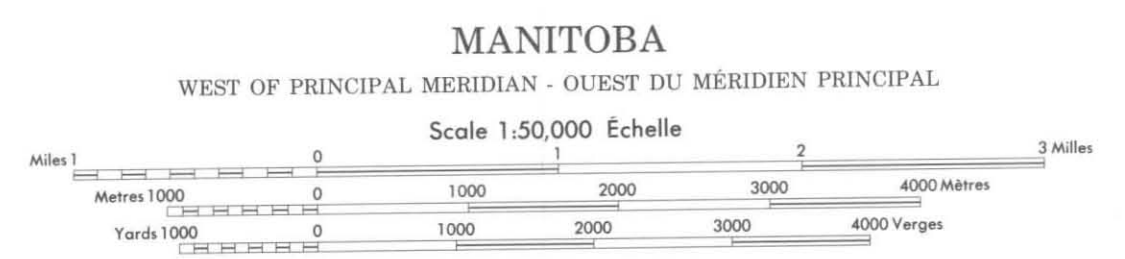 MANITOBA
WEST OF PRINCIPAL MERIDIAN - OUEST DU MÉRIDIEN PRINCIPAL
Scale 1:50,000 Échelle
Miles 1 0 1 2 3 Milles
Metres 1000 0 1000 2000 3000 4000 Mètres
Yards 1000 0 1000 2000 3000 4000 Verges